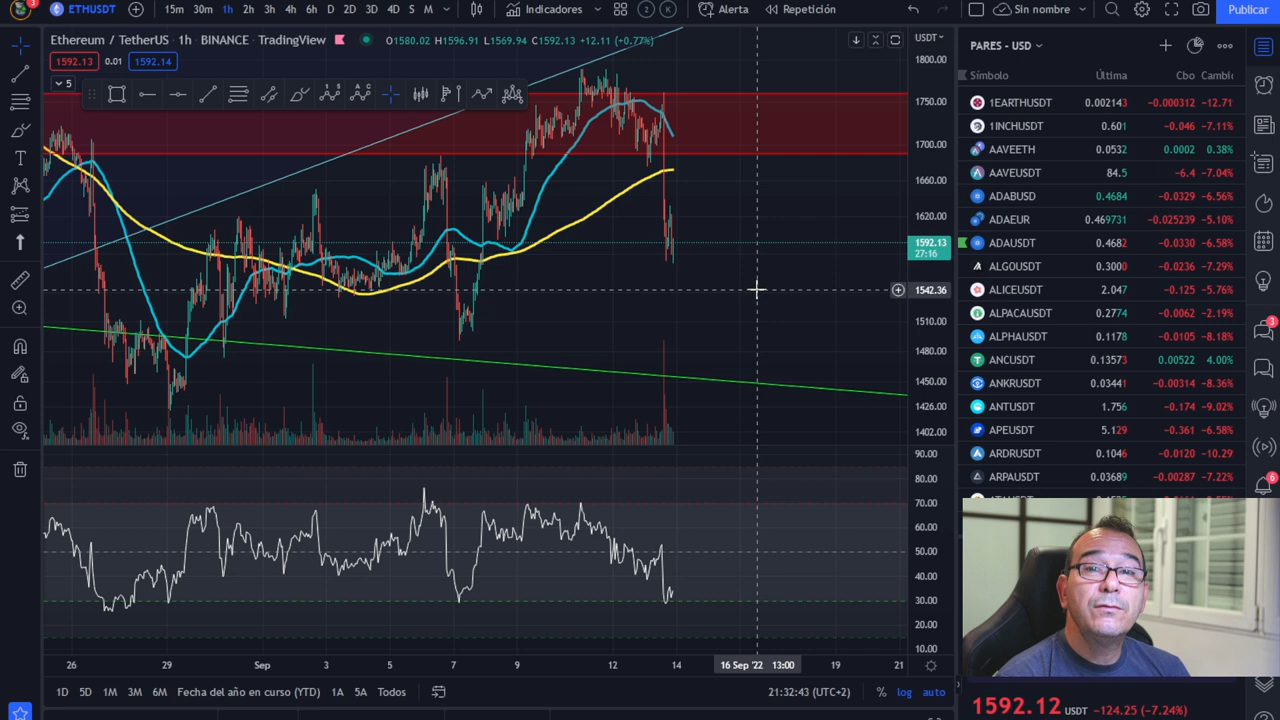 3
ETHUSDT
15m 30m 1h 2h 3h 4h 6h D 2D 3D 4D S M
Indicadores
2 K
Alerta
Repetición
Sin nombre
Publicar
Ethereum / TetherUS 1h BINANCE TradingView
O1580.02 H1596.91 L1569.94 C1592.13 +12.11 (+0.77%)
1592.13 0.01 1592.14
5
USDT
1800.00
1750.00
1700.00
1660.00
1620.00
1592.13
27:16
1542.36
1510.00
1480.00
1450.00
1426.00
1402.00
90.00
80.00
70.00
60.00
50.00
40.00
30.00
20.00
10.00
26 29 Sep 3 5 7 9 12 14 16 Sep '22 13:00 19 21
1D 5D 1M 3M 6M Fecha del año en curso (YTD) 1A 5A Todos
21:32:43 (UTC+2)
% log auto
PARES - USD
Símbolo Última Cbo Cambic
1EARTHUSDT 0.002143 -0.000312 -12.71
1INCHUSDT 0.601 -0.046 -7.11%
AAVEETH 0.0532 0.0002 0.38%
AAVEUSDT 84.5 -6.4 -7.04%
ADABUSD 0.4684 -0.0329 -6.56%
ADAEUR 0.469731 -0.025239 -5.10%
ADAUSDT 0.4682 -0.0330 -6.58%
ALGOUSDT 0.3000 -0.0236 -7.29%
ALICEUSDT 2.047 -0.125 -5.76%
ALPACAUSDT 0.2774 -0.0062 -2.19%
ALPHAUSDT 0.1178 -0.0105 -8.18%
ANCUSDT 0.13573 0.00522 4.00%
ANKRUSDT 0.03441 -0.00314 -8.36%
ANTUSDT 1.756 -0.174 -9.02%
APEUSDT 5.129 -0.361 -6.58%
ARDRUSDT 0.1046 -0.0120 -10.29
ARPAUSDT 0.03689 -0.00287 -7.22%
3
6
1592.12 USDT -124.25 (-7.24%)